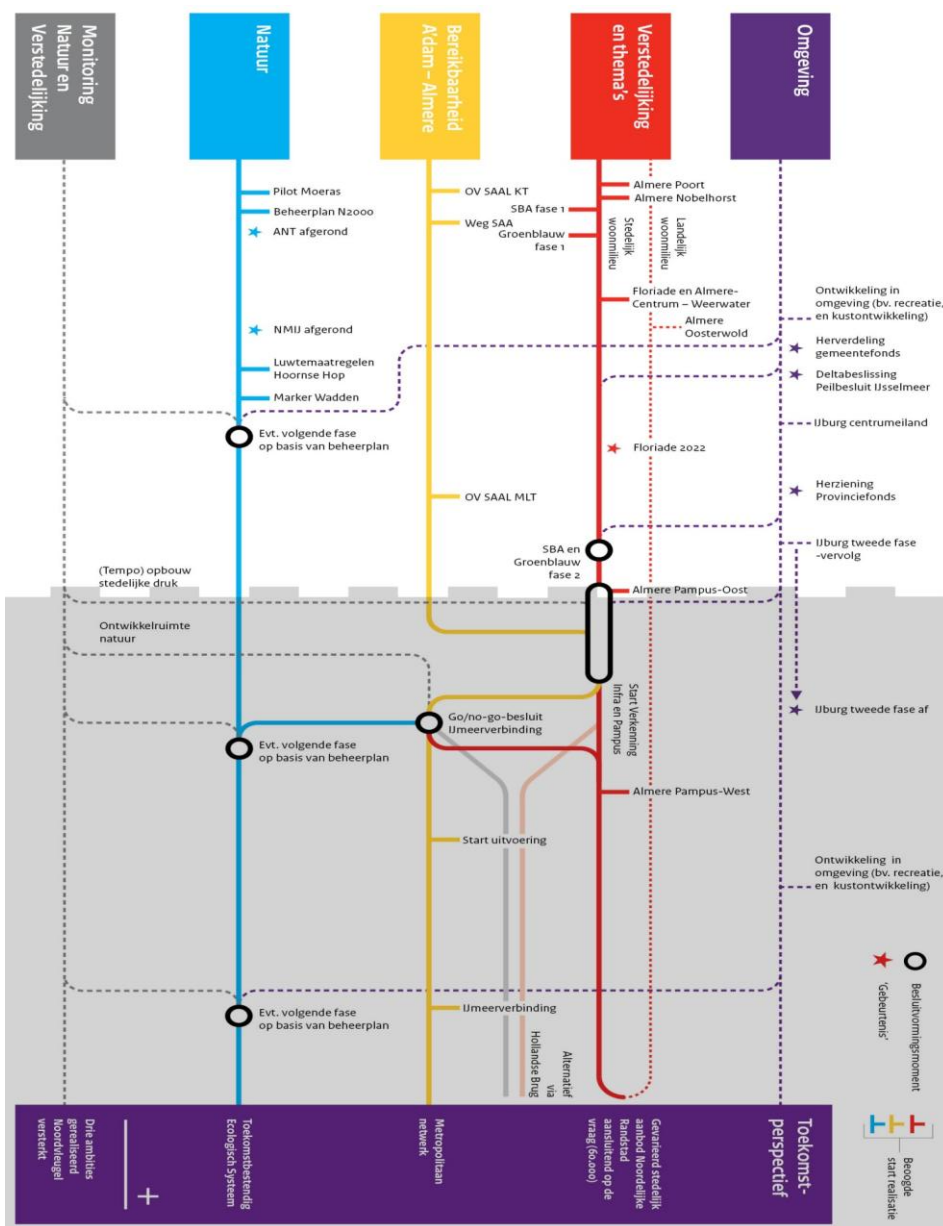 Monitoring
Natuur en
Verstedelijking
Natuur
Bereikbaarheid
A'dam – Almere
Verstedelijking
en thema's
Omgeving
Pilot Moeras
Beheerplan N2000
ANT afgerond
NMIJ afgerond
Luwtemaatregelen
Hoornse Hop
Marker Wadden
Evt. volgende fase
op basis van beheerplan
OV SAAL KT
Weg SAA
OV SAAL MLT
SBA fase 1
Groenblauw
fase 1
Almere Poort
Almere Nobelhorst
Stedelijk
woonmilieu
Landelijk
woonmilieu
Floriade en Almere-
Centrum – Weerwater
Almere
Oosterwold
Floriade 2022
SBA en
Groenblauw
fase 2
Almere Pampus-Oost
Ontwikkeling in
omgeving (bv. recreatie,
en kustontwikkeling)
Herverdeling
gemeentefonds
Deltabeslissing
Peilbesluit IJsselmeer
IJburg centrumeiland
Herziening
Provinciefonds
IJburg tweede fase
-vervolg
IJburg tweede fase af
(Tempo) opbouw
stedelijke druk
Ontwikkelruimte
natuur
Start Verkenning
Infra en Pampus
Go/no-go-besluit
IJmeerverbinding
Evt. volgende fase
op basis van beheerplan
Almere Pampus-West
Start uitvoering
Ontwikkeling in
omgeving (bv. recreatie,
en kustontwikkeling)
IJmeerverbinding
Evt. volgende fase
op basis van beheerplan
Alternatief
via
Hollandse Brug
Besluitvormingsmoment
'Gebeurtenis'
Beoogde
start realisatie
Drie ambities
gerealiseerd
Noordvleugel
versterkt
+
Toekomstbestendig
Ecologisch Systeem
Metropolitaan
netwerk
Gevarieerd stedelijk
aanbod Noordelijke
Randstad
aansluitend op de
vraag (60.000)
Toekomst-
perspectief